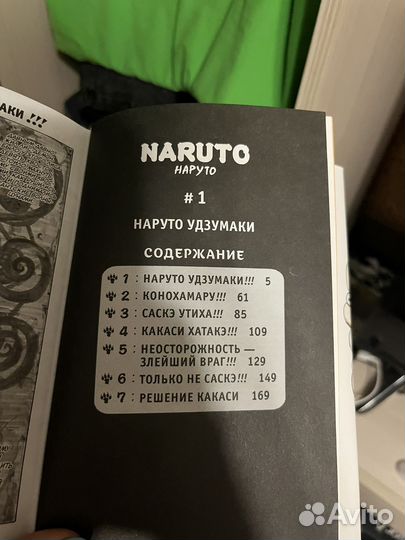 АКИ !!!
NARUTO
НАРУТО
# 1
НАРУТО УДЗУМАКИ
СОДЕРЖАНИЕ
1 : НАРУТО УДЗУМАКИ!!! 5
2 : КОНОХАМАРУ!!! 61
3 : САСКЭ УТИХА!!! 85
4 : КАКАСИ ХАТАКЭ!!! 109
5 : НЕОСТОРОЖНОСТЬ —
ЗЛЕЙШИЙ ВРАГ!!! 129
6 : ТОЛЬКО НЕ САСКЭ!!! 149
7 : РЕШЕНИЕ КАКАСИ 169
Avito